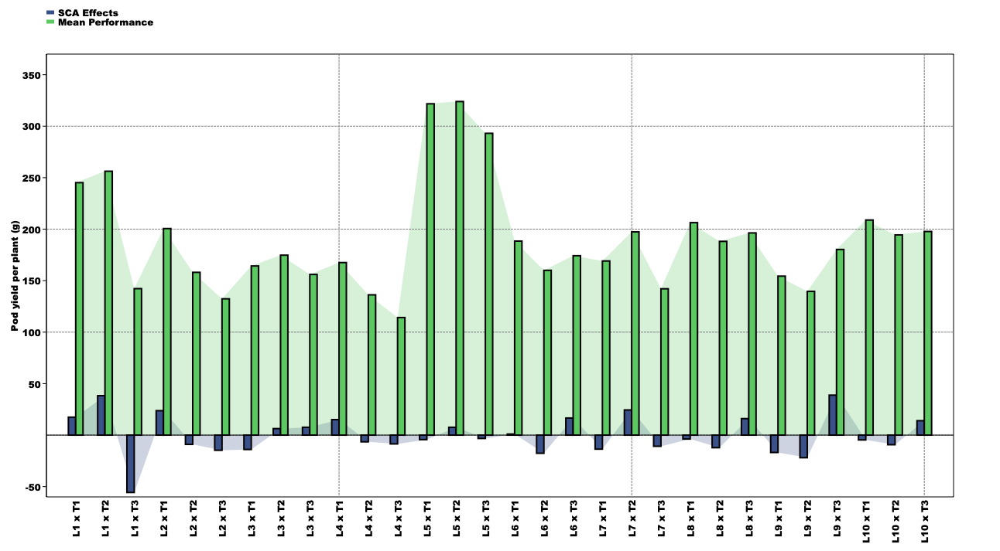 SCA Effects
Mean Performance
Pod yield per plant (g)
350
300
250
200
150
100
50
-50
L1 x T1
L1 x T2
L1 x T3
L2 x T1
L2 x T2
L2 x T3
L3 x T1
L3 x T2
L3 x T3
L4 x T1
L4 x T2
L4 x T3
L5 x T1
L5 x T2
L5 x T3
L6 x T1
L6 x T2
L6 x T3
L7 x T1
L7 x T2
L7 x T3
L8 x T1
L8 x T2
L8 x T3
L9 x T1
L9 x T2
L9 x T3
L10 x T1
L10 x T2
L10 x T3